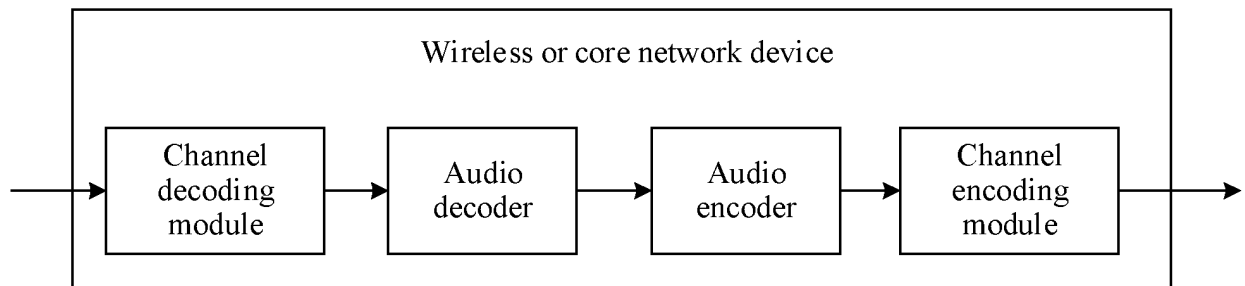 Wireless or core network device
Channel
decoding
module
Audio
decoder
Audio
encoder
Channel
encoding
module